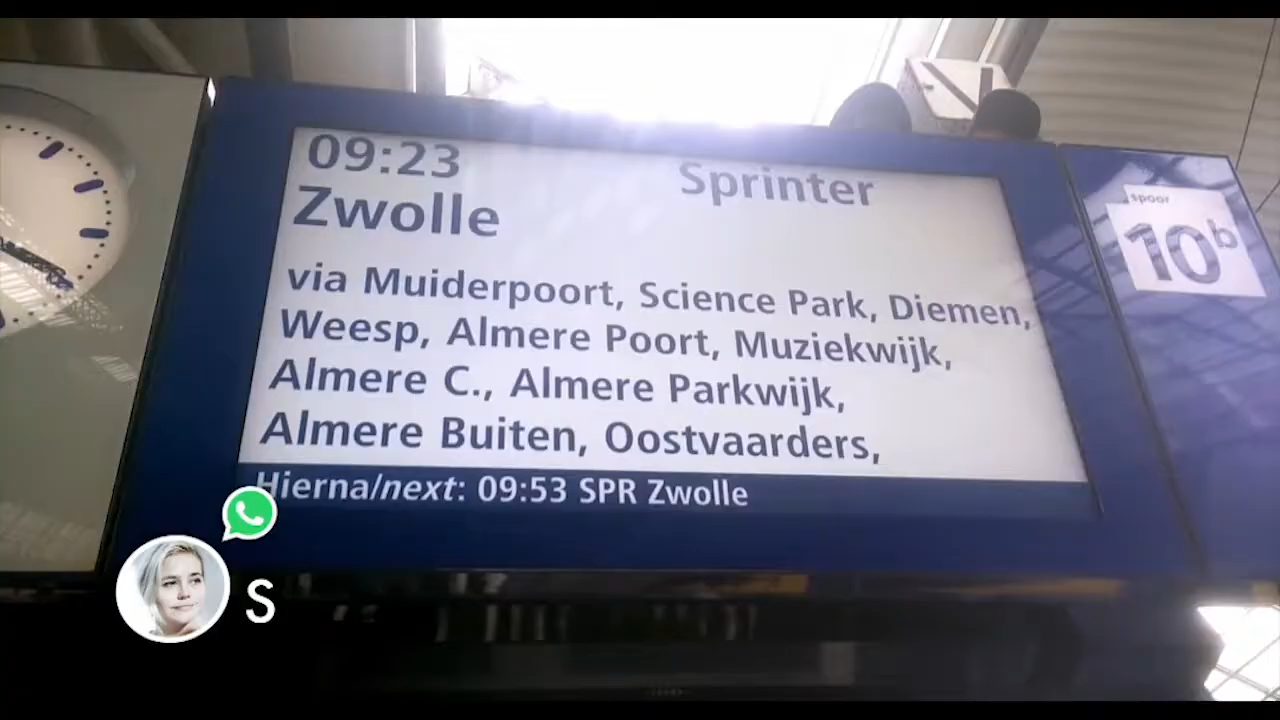 09:23
Sprinter
Zwolle
via Muiderpoort, Science Park, Diemen,
Weesp, Almere Poort, Muziekwijk,
Almere C., Almere Parkwijk,
Almere Buiten, Oostvaarders,
Hierna/next: 09:53 SPR Zwolle
spoor
10b
S